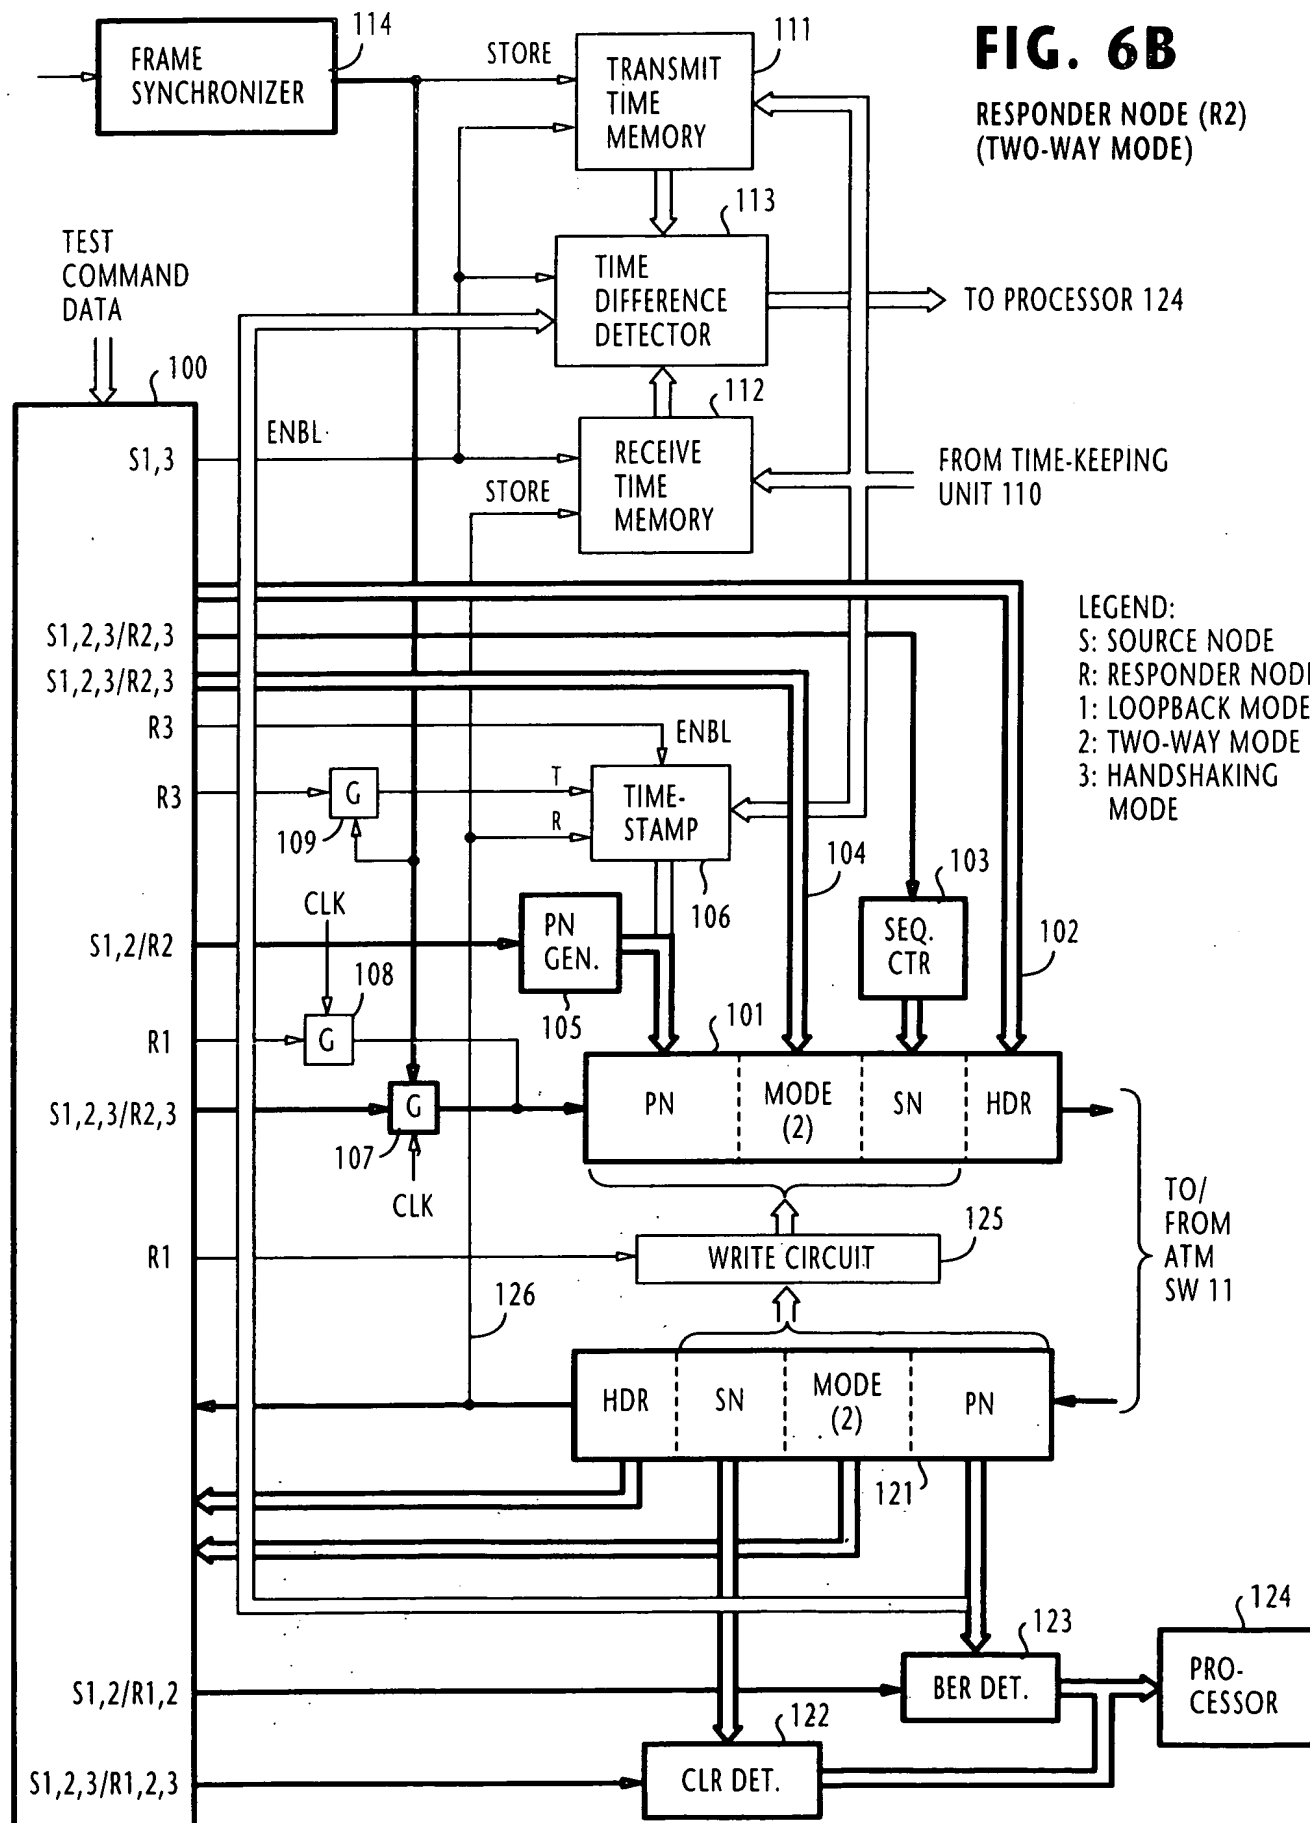 FIG. 6B
RESPONDER NODE (R2)
(TWO-WAY MODE)
114
FRAME
SYNCHRONIZER
STORE
111
TRANSMIT
TIME
MEMORY
113
TIME
DIFFERENCE
DETECTOR
TO PROCESSOR 124
TEST
COMMAND
DATA
100
112
S1,3
ENBL
RECEIVE
TIME
MEMORY
STORE
FROM TIME-KEEPING
UNIT 110
LEGEND:
S: SOURCE NODE
R: RESPONDER NODE
1: LOOPBACK MODE
2: TWO-WAY MODE
3: HANDSHAKING
MODE
S1,2,3/R2,3
S1,2,3/R2,3
R3
ENBL
R3
G
109
T
R
TIME-
STAMP
106
104
103
102
CLK
S1,2/R2
PN
GEN.
105
SEQ.
CTR
108
R1
G
101
S1,2,3/R2,3
G
107
CLK
PN
MODE
(2)
SN
HDR
TO/
FROM
ATM
SW 11
R1
WRITE CIRCUIT
125
126
HDR
SN
MODE
(2)
PN
121
123
124
S1,2/R1,2
BER DET.
PRO-
CESSOR
122
S1,2,3/R1,2,3
CLR DET.